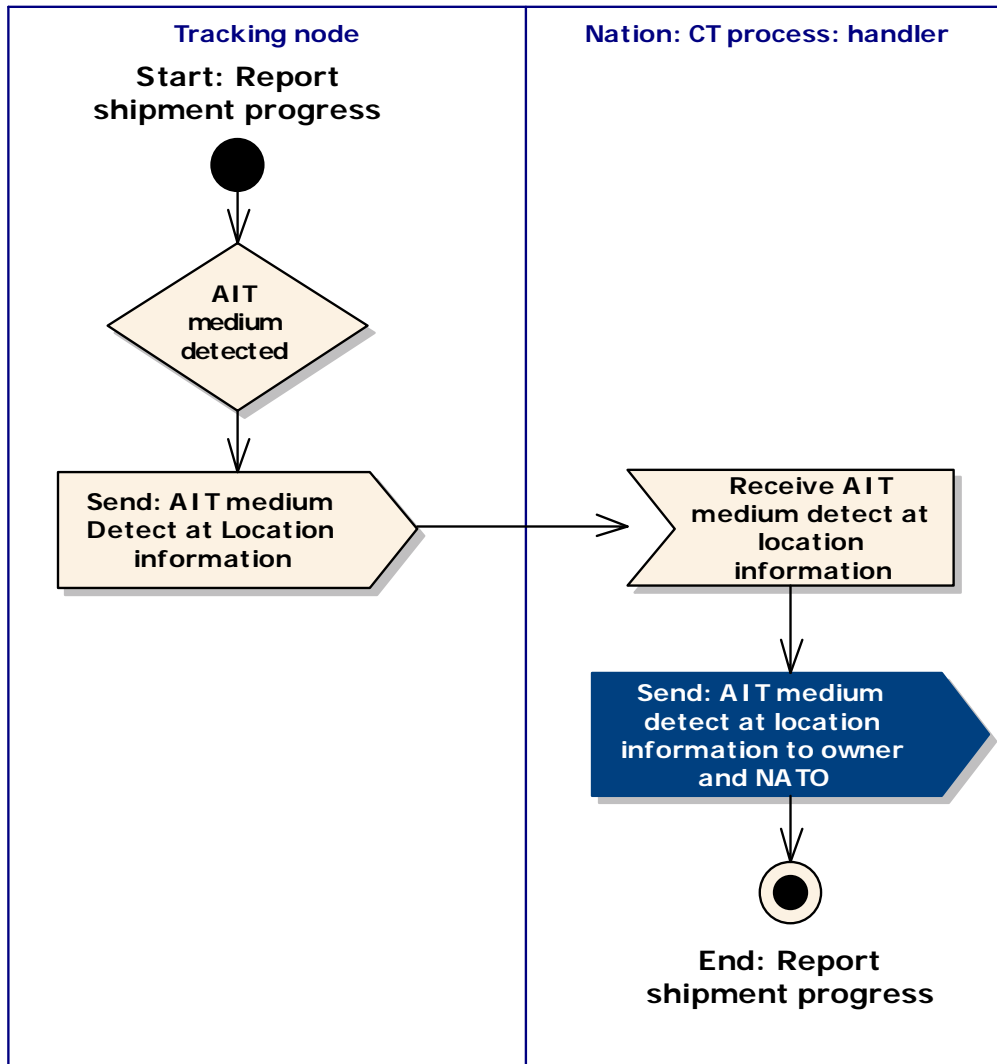 Tracking node
Start: Report
shipment progress
AIT
medium
detected
Send: AIT medium
Detect at Location
information
Nation: CT process: handler
Receive AIT
medium detect at
location
information
Send: AIT medium
detect at location
information to owner
and NATO
End: Report
shipment progress